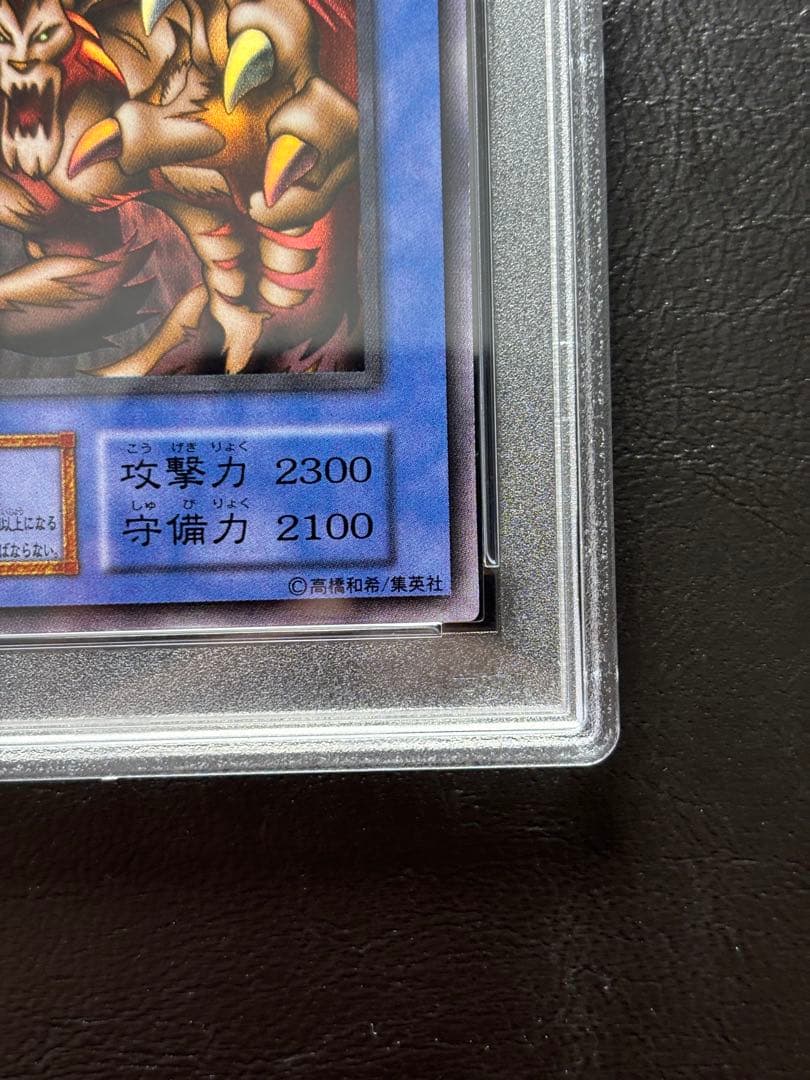 こう げき りょく
攻撃力 2300
しゅ び りょく
守備力 2100
以上になる
ばならない。
©高橋和希/集英社